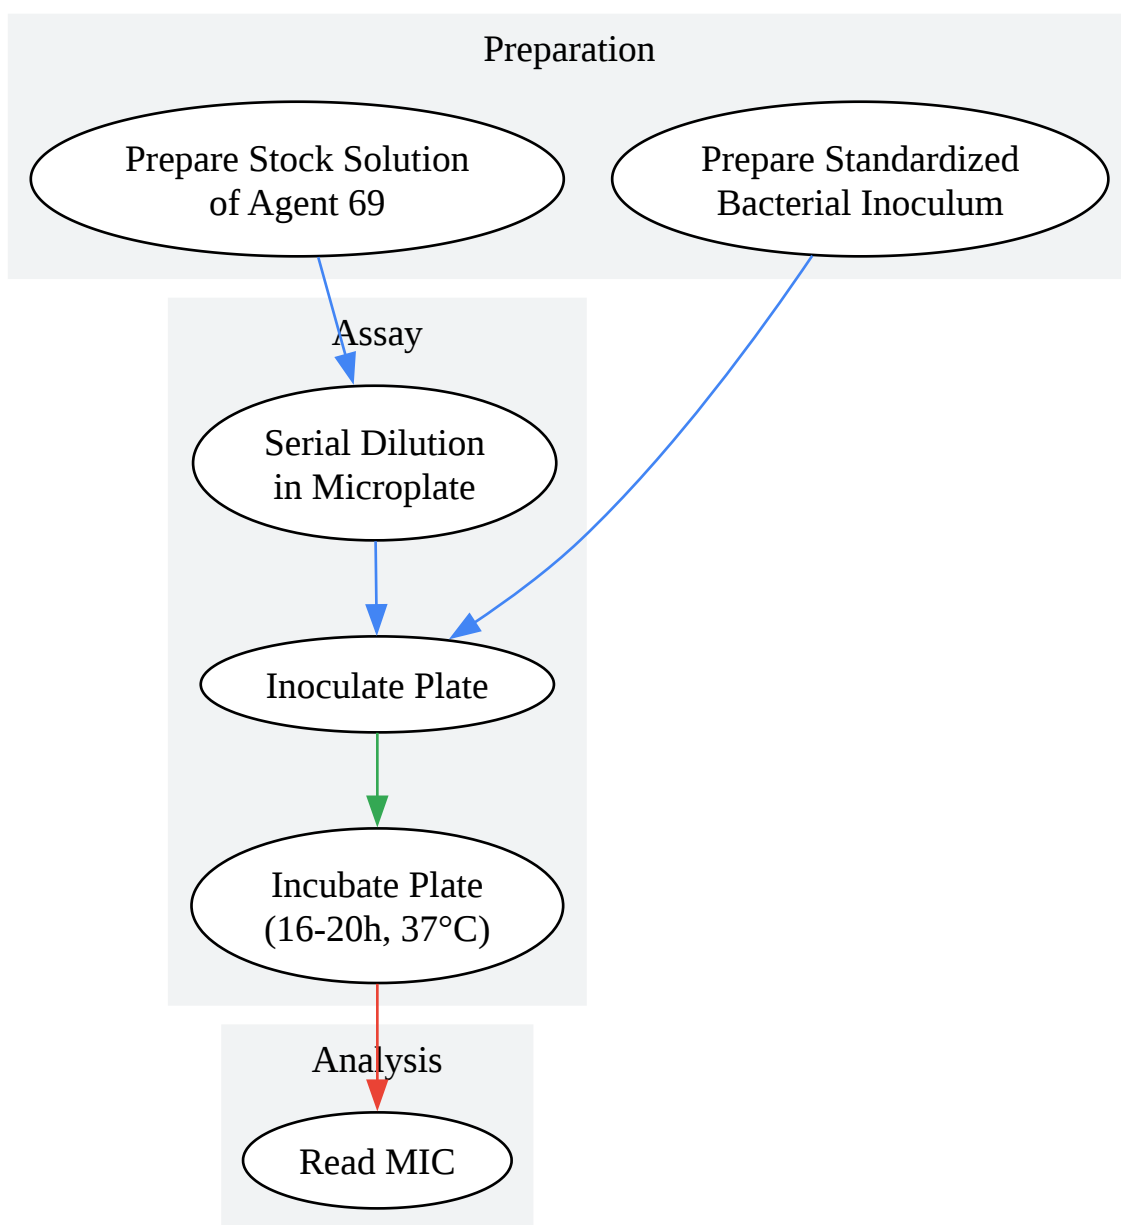 Preparation
Prepare Stock Solution
of Agent 69
Prepare Standardized
Bacterial Inoculum
Assay
Serial Dilution
in Microplate
Inoculate Plate
Incubate Plate
(16-20h, 37°C)
Analysis
Read MIC